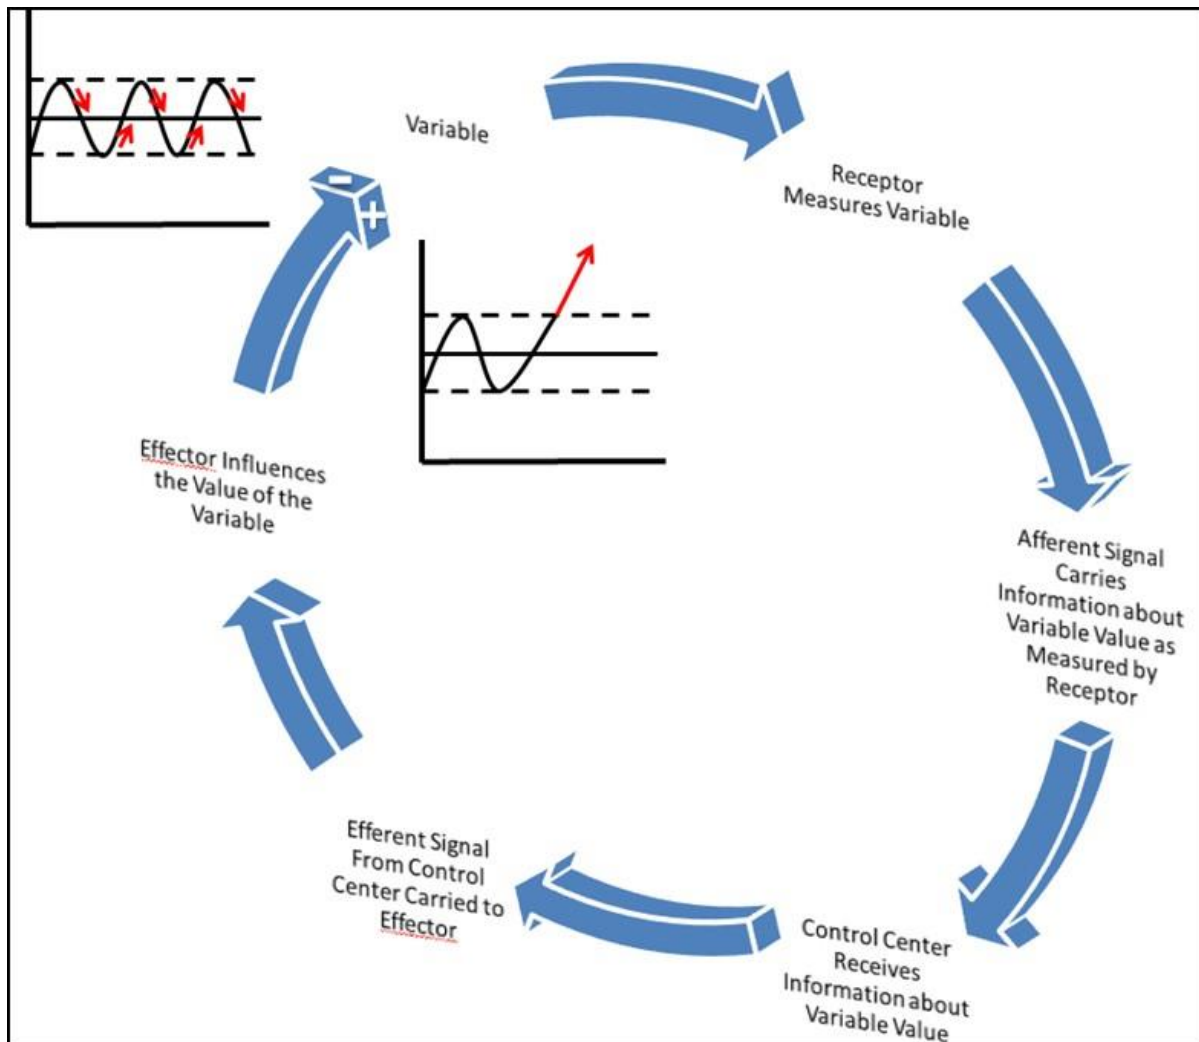 Variable
Receptor
Measures Variable
Afferent Signal
Carries
Information about
Variable Value as
Measured by
Receptor
Control Center
Receives
Information about
Variable Value
Efferent Signal
From Control
Center Carried to
Effector
Effector Influences
the Value of the
Variable
-
+